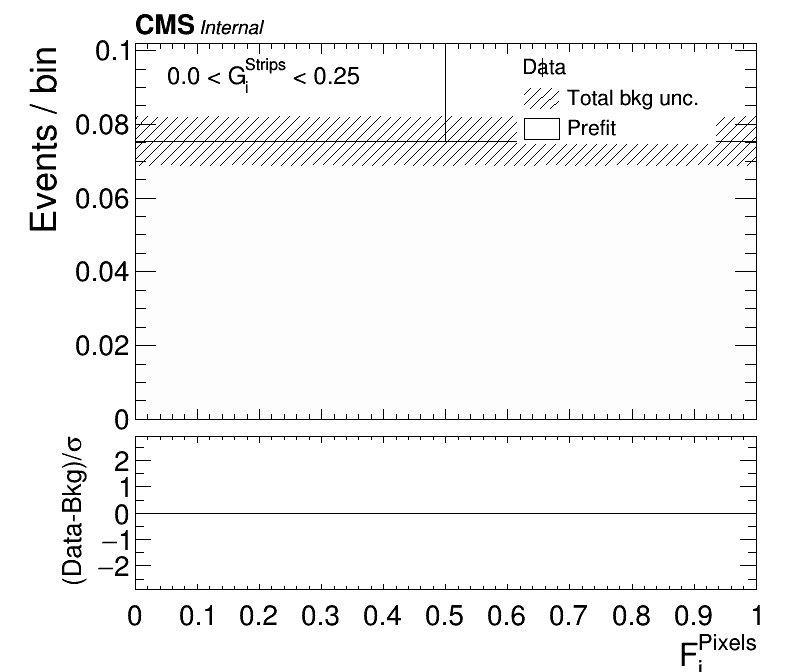 CMS Internal
0.0 < G_i^Strips < 0.25
Data
Total bkg unc.
Prefit
Events / bin
0.1
0.08
0.06
0.04
0.02
0
(Data-Bkg)/σ
2
1
0
−1
−2
0 0.1 0.2 0.3 0.4 0.5 0.6 0.7 0.8 0.9 1
F_i^Pixels